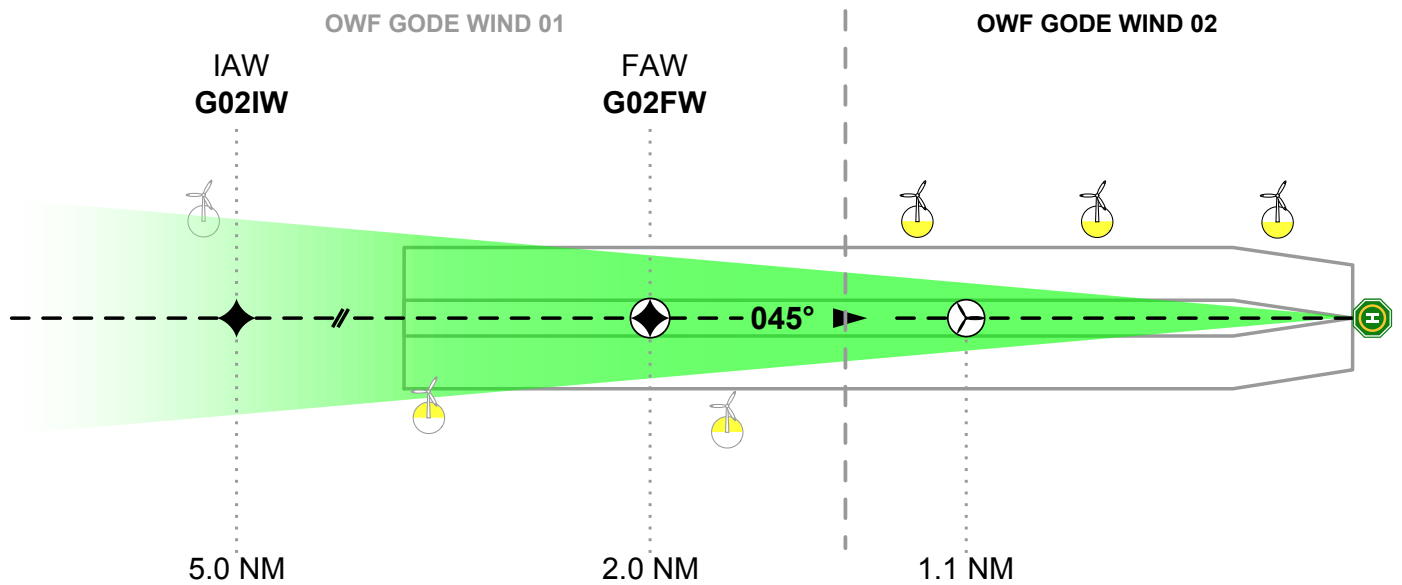 OWF GODE WIND 01
OWF GODE WIND 02
IAW
G02IW
FAW
G02FW
045°
H
5.0 NM
2.0 NM
1.1 NM